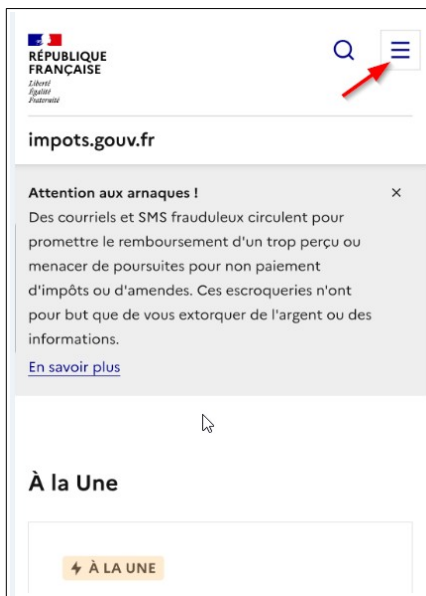 RÉPUBLIQUE
FRANÇAISE
Liberté
Égalité
Fraternité
impots.gouv.fr
Attention aux arnaques !
Des courriels et SMS frauduleux circulent pour
promettre le remboursement d'un trop perçu ou
menacer de poursuites pour non paiement
d'impôts ou d'amendes. Ces escroqueries n'ont
pour but que de vous extorquer de l'argent ou des
informations.
En savoir plus
À la Une
À LA UNE